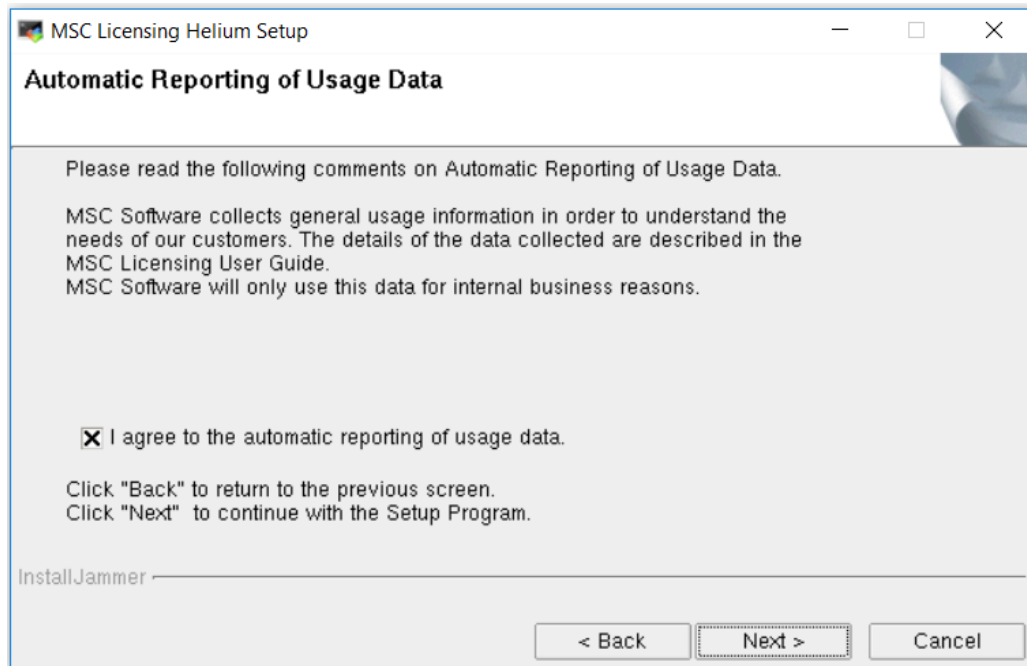 MSC Licensing Helium Setup
Automatic Reporting of Usage Data
Please read the following comments on Automatic Reporting of Usage Data.
MSC Software collects general usage information in order to understand the
needs of our customers. The details of the data collected are described in the
MSC Licensing User Guide.
MSC Software will only use this data for internal business reasons.
I agree to the automatic reporting of usage data.
Click "Back" to return to the previous screen.
Click "Next"  to continue with the Setup Program.
InstallJammer
< Back
Next >
Cancel